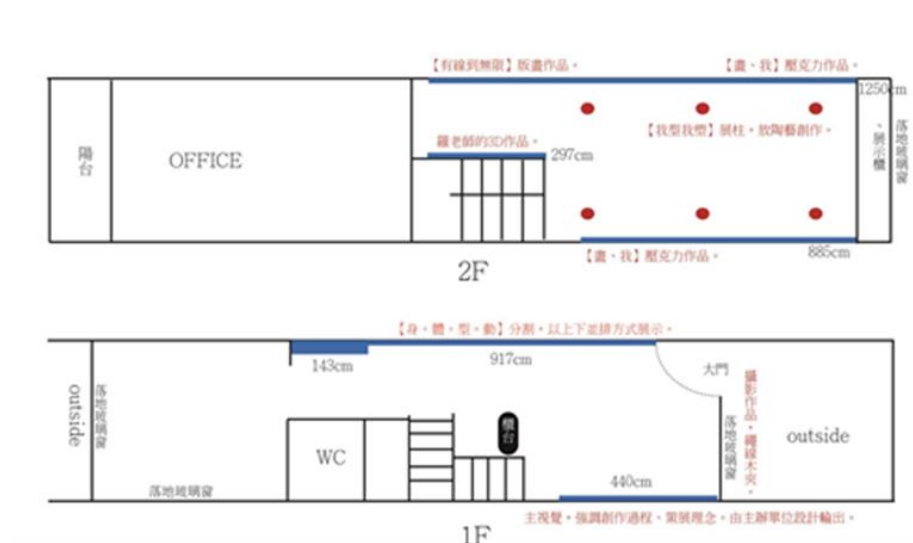 【有線到無限】版畫作品。
【畫、我】壓克力作品。
1250cm
【我型我塑】展柱，放陶藝創作。
羅老師的3D作品。
297cm
陽台
OFFICE
、展示櫃
落地玻璃窗
【畫、我】壓克力作品。
885cm
2F
【身。體。型。動】分割，以上下並排方式展示。
143cm
917cm
大門
outside
落地玻璃窗
攝影作品，繩線木夾。
櫃台
落地玻璃窗
outside
WC
落地玻璃窗
440cm
主視覺。強調創作過程、策展理念。由主辦單位設計輸出。
1F